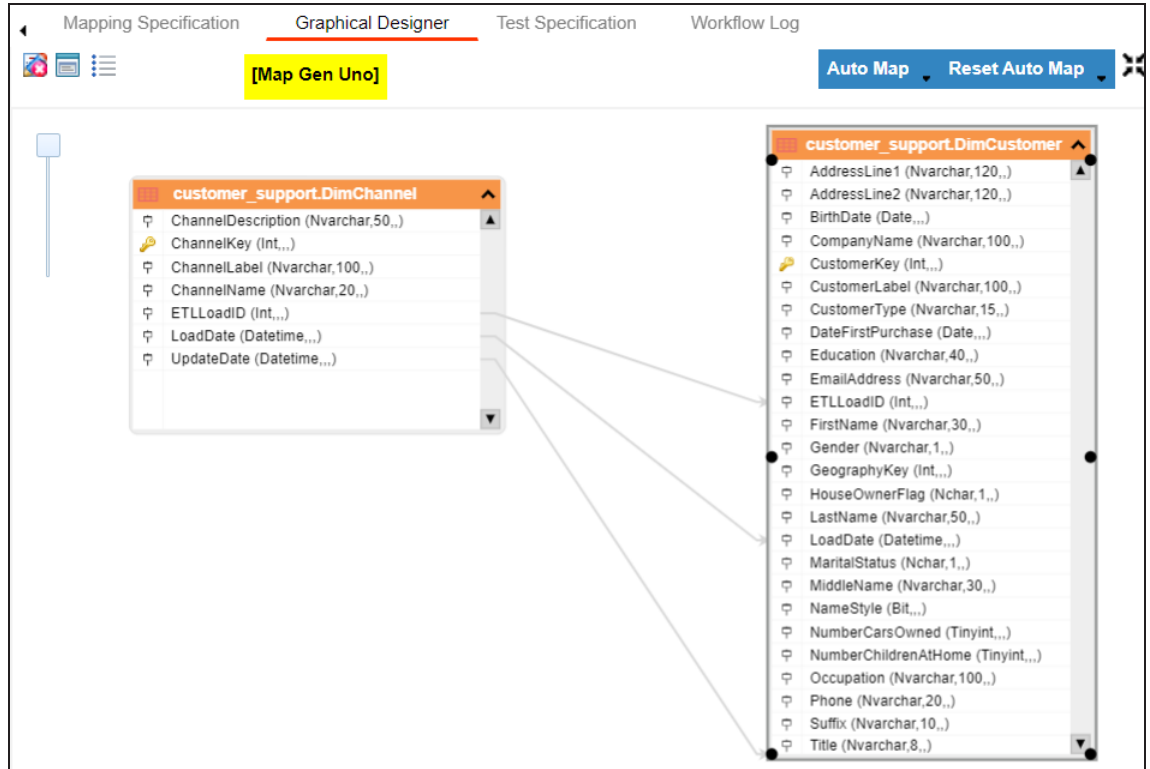 Mapping Specification Graphical Designer Test Specification Workflow Log
[Map Gen Uno] Auto Map Reset Auto Map
customer_support.DimChannel
ChannelDescription (Nvarchar,50,,)
ChannelKey (Int,,,)
ChannelLabel (Nvarchar,100,,)
ChannelName (Nvarchar,20,,)
ETLLoadID (Int,,,)
LoadDate (Datetime,,,)
UpdateDate (Datetime,,,)
customer_support.DimCustomer
AddressLine1 (Nvarchar,120,,)
AddressLine2 (Nvarchar,120,,)
BirthDate (Date,,,)
CompanyName (Nvarchar,100,,)
CustomerKey (Int,,,)
CustomerLabel (Nvarchar,100,,)
CustomerType (Nvarchar,15,,)
DateFirstPurchase (Date,,,)
Education (Nvarchar,40,,)
EmailAddress (Nvarchar,50,,)
ETLLoadID (Int,,,)
FirstName (Nvarchar,30,,)
Gender (Nvarchar,1,,)
GeographyKey (Int,,,)
HouseOwnerFlag (Nchar,1,,)
LastName (Nvarchar,50,,)
LoadDate (Datetime,,,)
MaritalStatus (Nchar,1,,)
MiddleName (Nvarchar,30,,)
NameStyle (Bit,,,)
NumberCarsOwned (Tinyint,,,)
NumberChildrenAtHome (Tinyint,,,)
Occupation (Nvarchar,100,,)
Phone (Nvarchar,20,,)
Suffix (Nvarchar,10,,)
Title (Nvarchar,8,,)